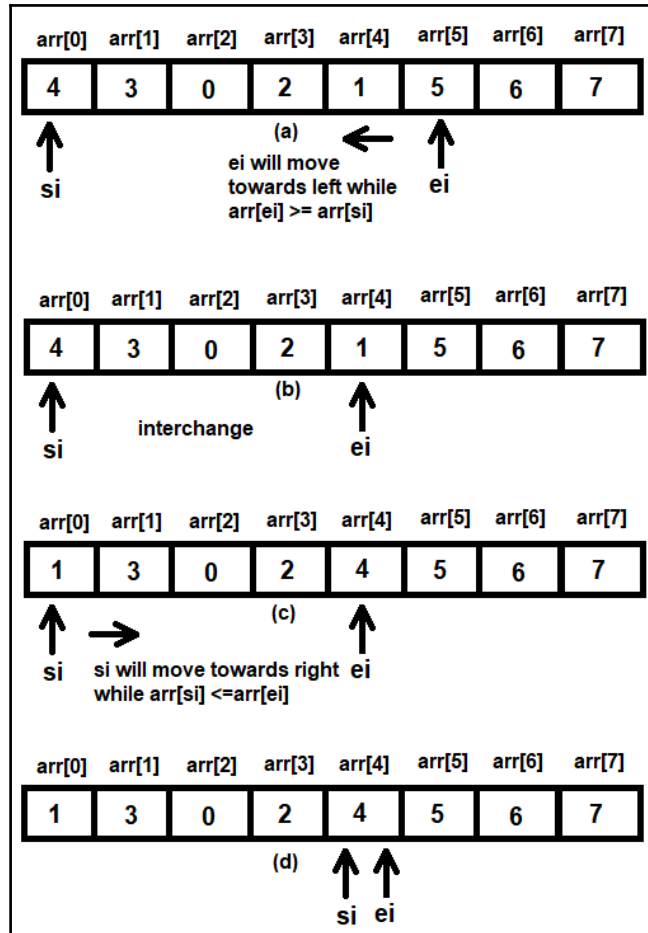 arr[0] arr[1] arr[2] arr[3] arr[4] arr[5] arr[6] arr[7]
4 3 0 2 1 5 6 7
(a)
ei will move
towards left while
arr[ei] >= arr[si]
si ei
arr[0] arr[1] arr[2] arr[3] arr[4] arr[5] arr[6] arr[7]
4 3 0 2 1 5 6 7
(b)
interchange
si ei
arr[0] arr[1] arr[2] arr[3] arr[4] arr[5] arr[6] arr[7]
1 3 0 2 4 5 6 7
(c)
si ei
si will move towards right
while arr[si] <=arr[ei]
arr[0] arr[1] arr[2] arr[3] arr[4] arr[5] arr[6] arr[7]
1 3 0 2 4 5 6 7
(d)
si ei